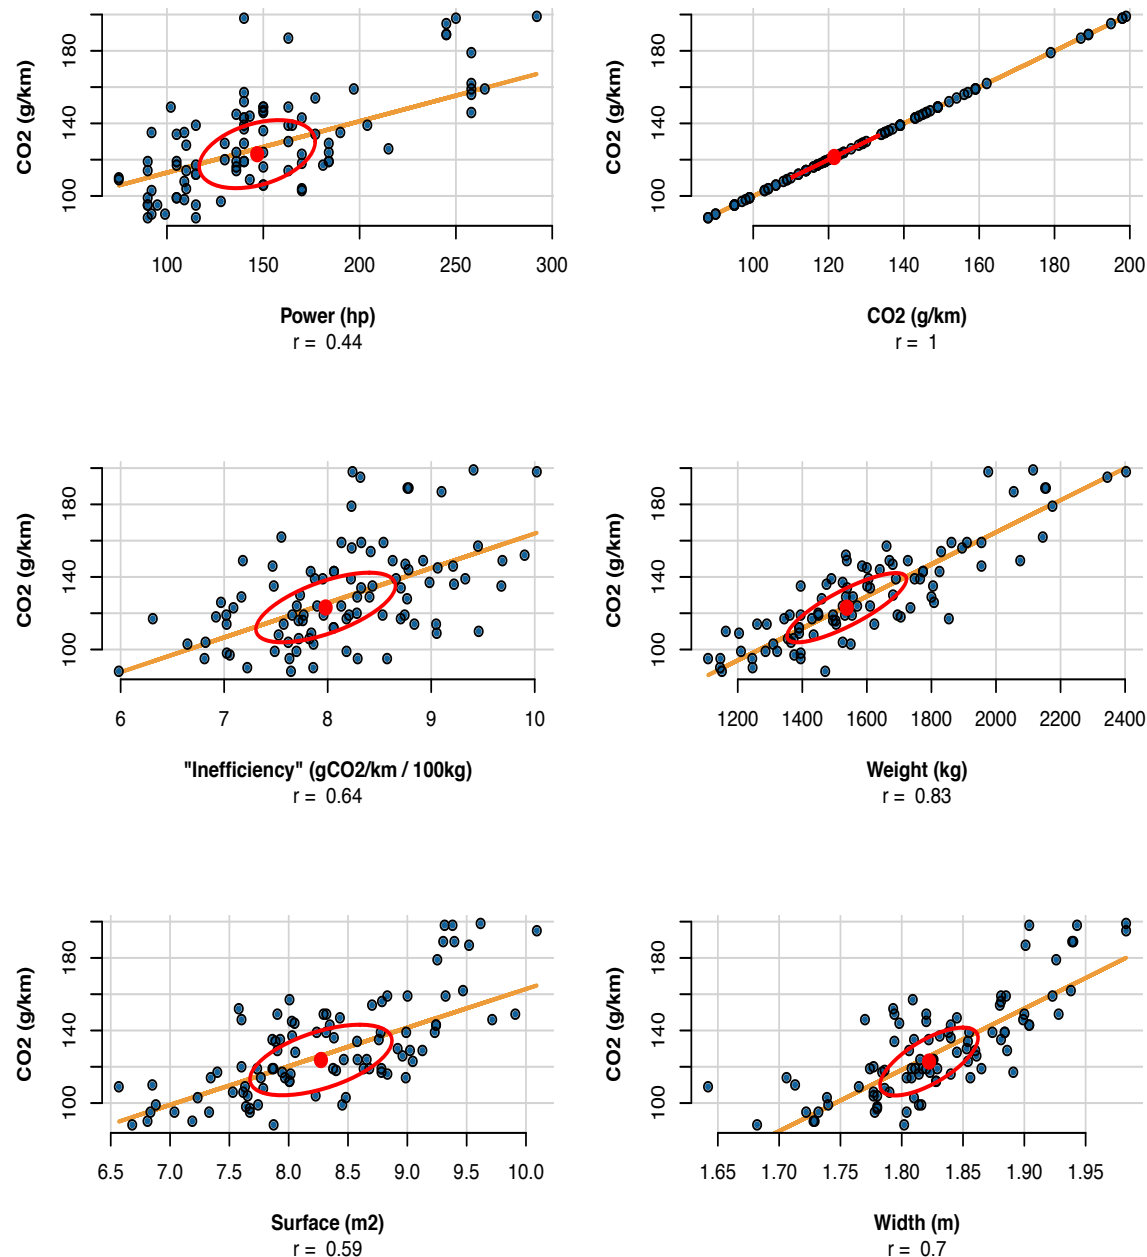 CO2 (g/km)
180
140
100
100 150 200 250 300
Power (hp)
r = 0.44
CO2 (g/km)
180
140
100
100 120 140 160 180 200
CO2 (g/km)
r = 1
CO2 (g/km)
180
140
100
6 7 8 9 10
"Inefficiency" (gCO2/km / 100kg)
r = 0.64
CO2 (g/km)
180
140
100
1200 1400 1600 1800 2000 2200 2400
Weight (kg)
r = 0.83
CO2 (g/km)
180
140
100
6.5 7.0 7.5 8.0 8.5 9.0 9.5 10.0
Surface (m2)
r = 0.59
CO2 (g/km)
180
140
100
1.65 1.70 1.75 1.80 1.85 1.90 1.95
Width (m)
r = 0.7